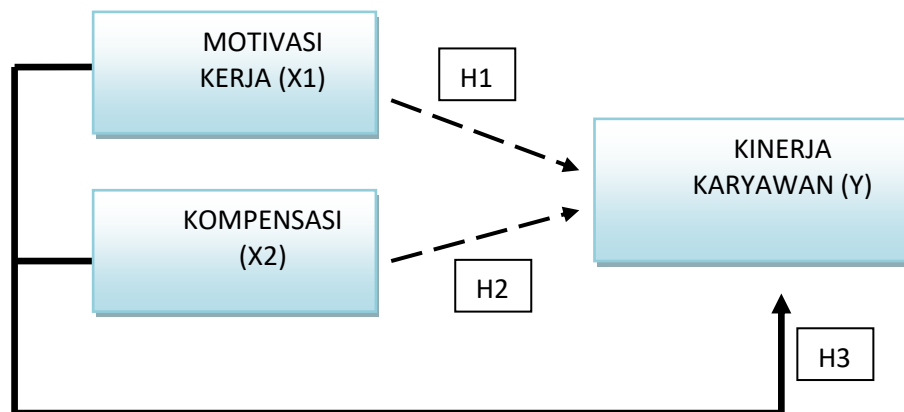 MOTIVASI
KERJA (X1)
H1
KINERJA
KARYAWAN (Y)
KOMPENSASI
(X2)
H2
H3